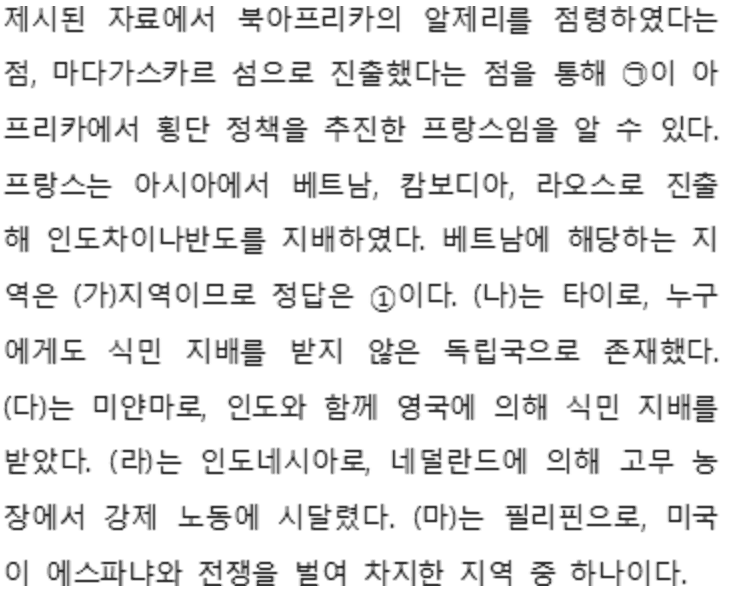 제시된 자료에서 북아프리카의 알제리를 점령하였다는
점, 마다가스카르 섬으로 진출했다는 점을 통해 ㉠이 아
프리카에서 횡단 정책을 추진한 프랑스임을 알 수 있다.
프랑스는 아시아에서 베트남, 캄보디아, 라오스로 진출
해 인도차이나반도를 지배하였다. 베트남에 해당하는 지
역은 (가)지역이므로 정답은 ①이다. (나)는 타이로, 누구
에게도 식민 지배를 받지 않은 독립국으로 존재했다.
(다)는 미얀마로, 인도와 함께 영국에 의해 식민 지배를
받았다. (라)는 인도네시아로, 네덜란드에 의해 고무 농
장에서 강제 노동에 시달렸다. (마)는 필리핀으로, 미국
이 에스파냐와 전쟁을 벌여 차지한 지역 중 하나이다.